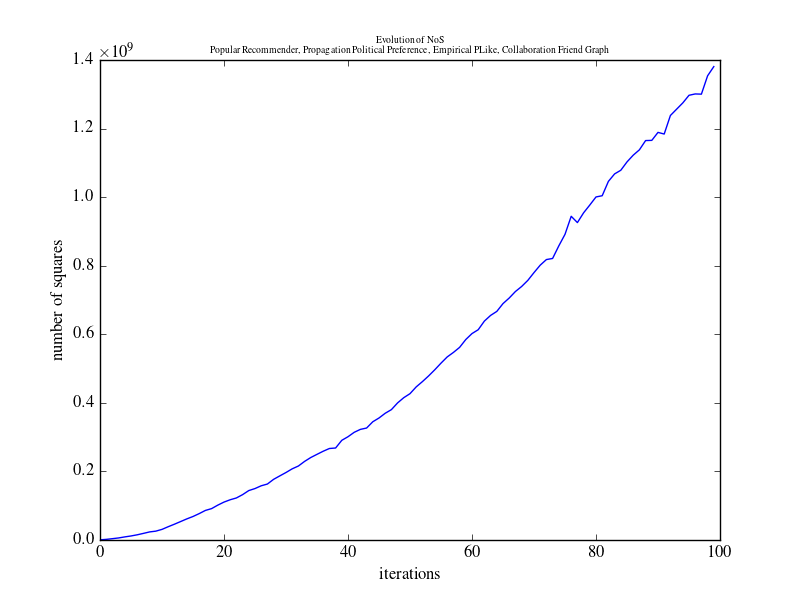 Evolution of NoS
Popular Recommender, Propagation Political Preference, Empirical PLike, Collaboration Friend Graph
1.4 ×10⁹
1.2
1.0
0.8
0.6
0.4
0.2
0.0
number of squares
0 20 40 60 80 100
iterations